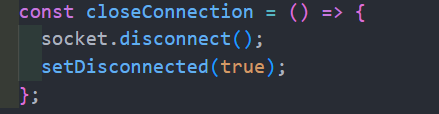 const closeConnection = () => {
  socket.disconnect();
  setDisconnected(true);
};